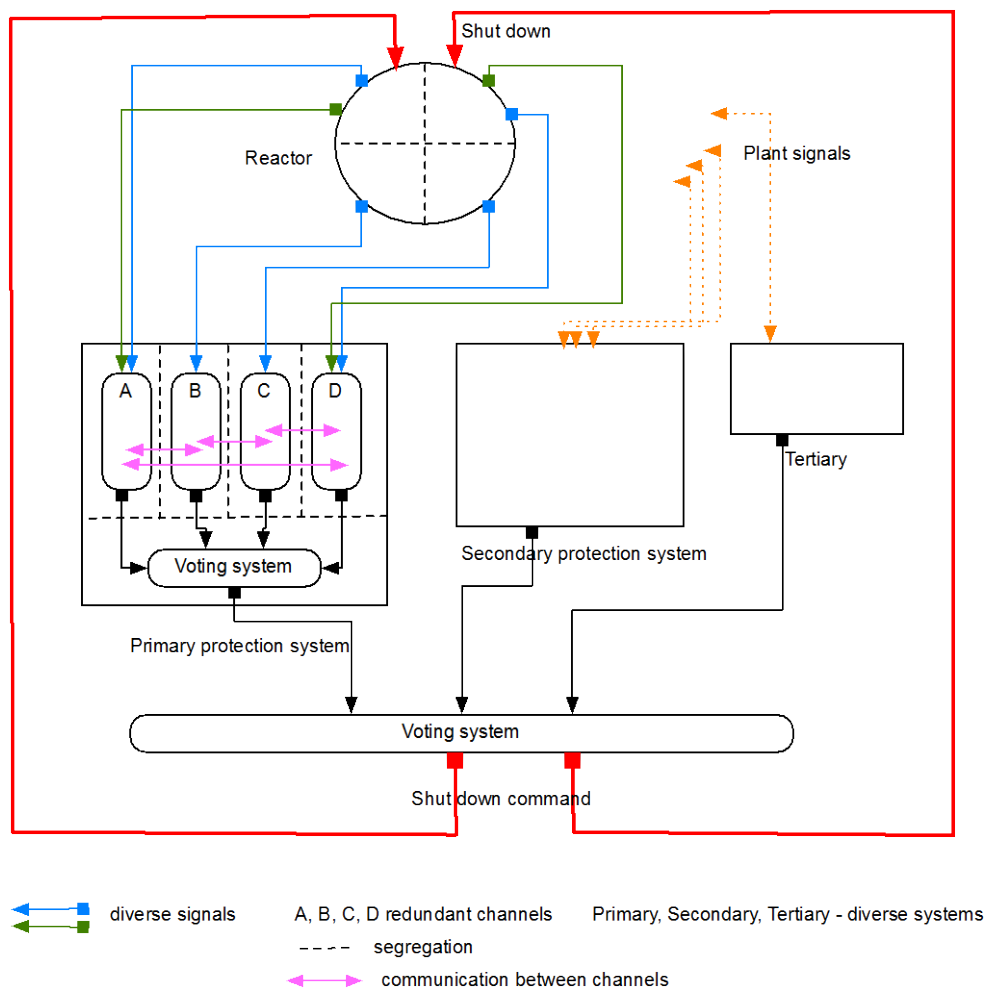 Shut down
Reactor
Plant signals
A
B
C
D
Tertiary
Secondary protection system
Voting system
Primary protection system
Voting system
Shut down command
diverse signals
A, B, C, D redundant channels
Primary, Secondary, Tertiary - diverse systems
segregation
communication between channels